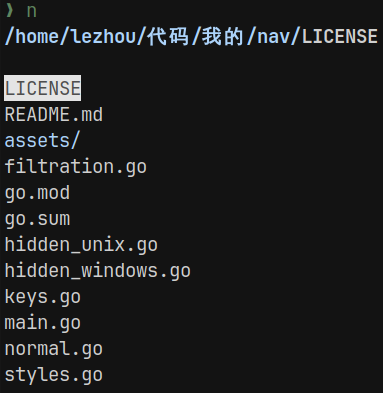 ❯ n
/home/lezhou/代码/我的/nav/LICENSE
LICENSE
README.md
assets/
filtration.go
go.mod
go.sum
hidden_unix.go
hidden_windows.go
keys.go
main.go
normal.go
styles.go